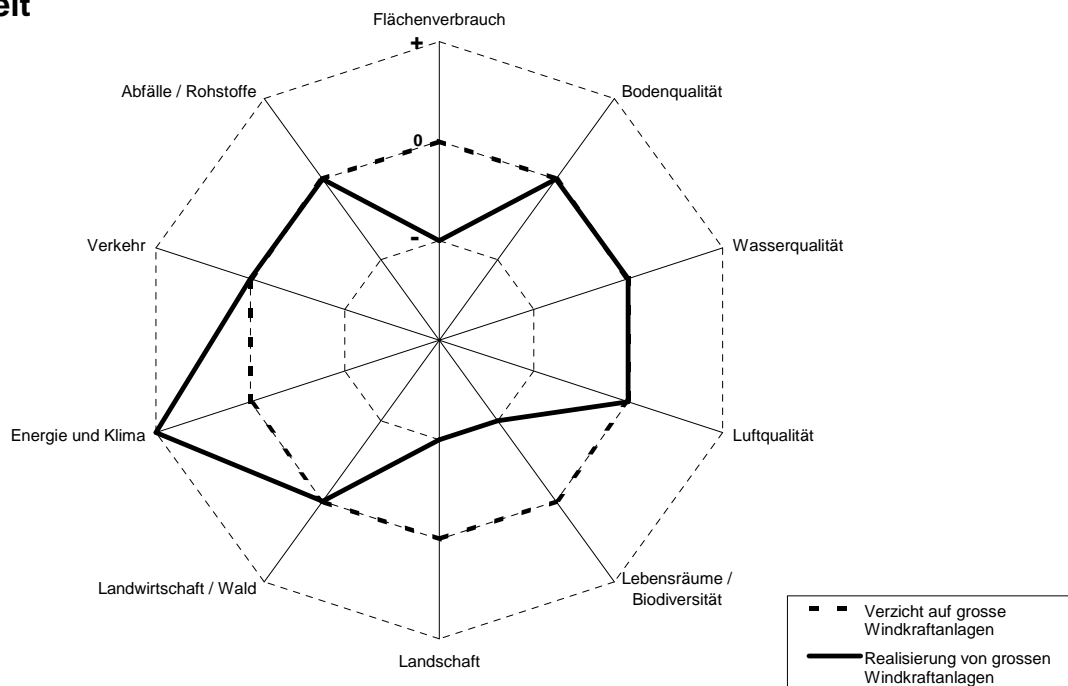 eit
Flächenverbrauch
+
Abfälle / Rohstoffe
Bodenqualität
0
Verkehr
-
Wasserqualität
Energie und Klima
Luftqualität
Landwirtschaft / Wald
Lebensräume /
Biodiversität
Landschaft
Verzicht auf grosse
Windkraftanlagen
Realisierung von grossen
Windkraftanlagen